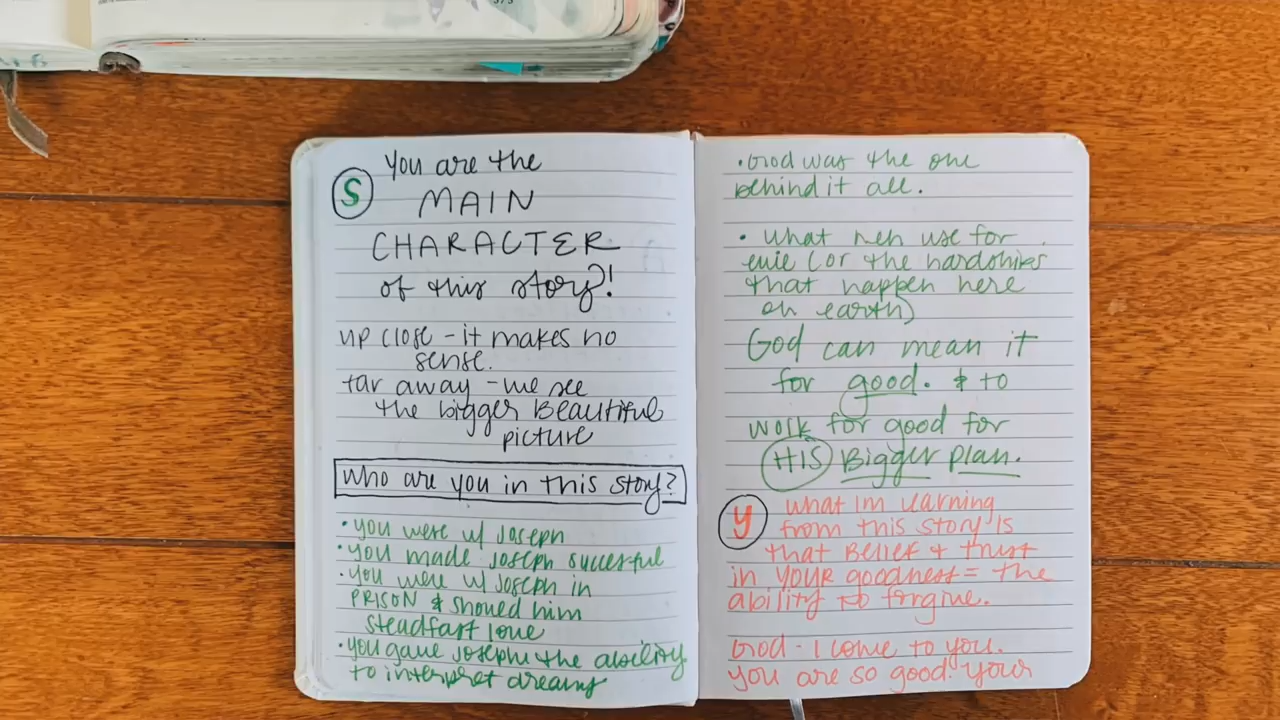 You are the
S
MAIN
CHARACTER
of this story?!
up close - it makes no
sense.
far away - we see
the bigger Beautiful
picture
Who are you in this story?
• you were w/ Joseph
• you made Joseph successful
• you were w/ Joseph in
PRISON & showed him
steadfast love
• you gave Joseph the ability
to interpret dreams
• God was the one
behind it all.
• What men use for
evil (or the hardships
that happen here
on earth)
God can mean it
for good. & to
work for good for
HIS Bigger plan.
Y
what Im learning
from this story is
that Belief & trust
in YOUR goodness = the
ability to forgive.
God - I come to you.
You are so good. Your